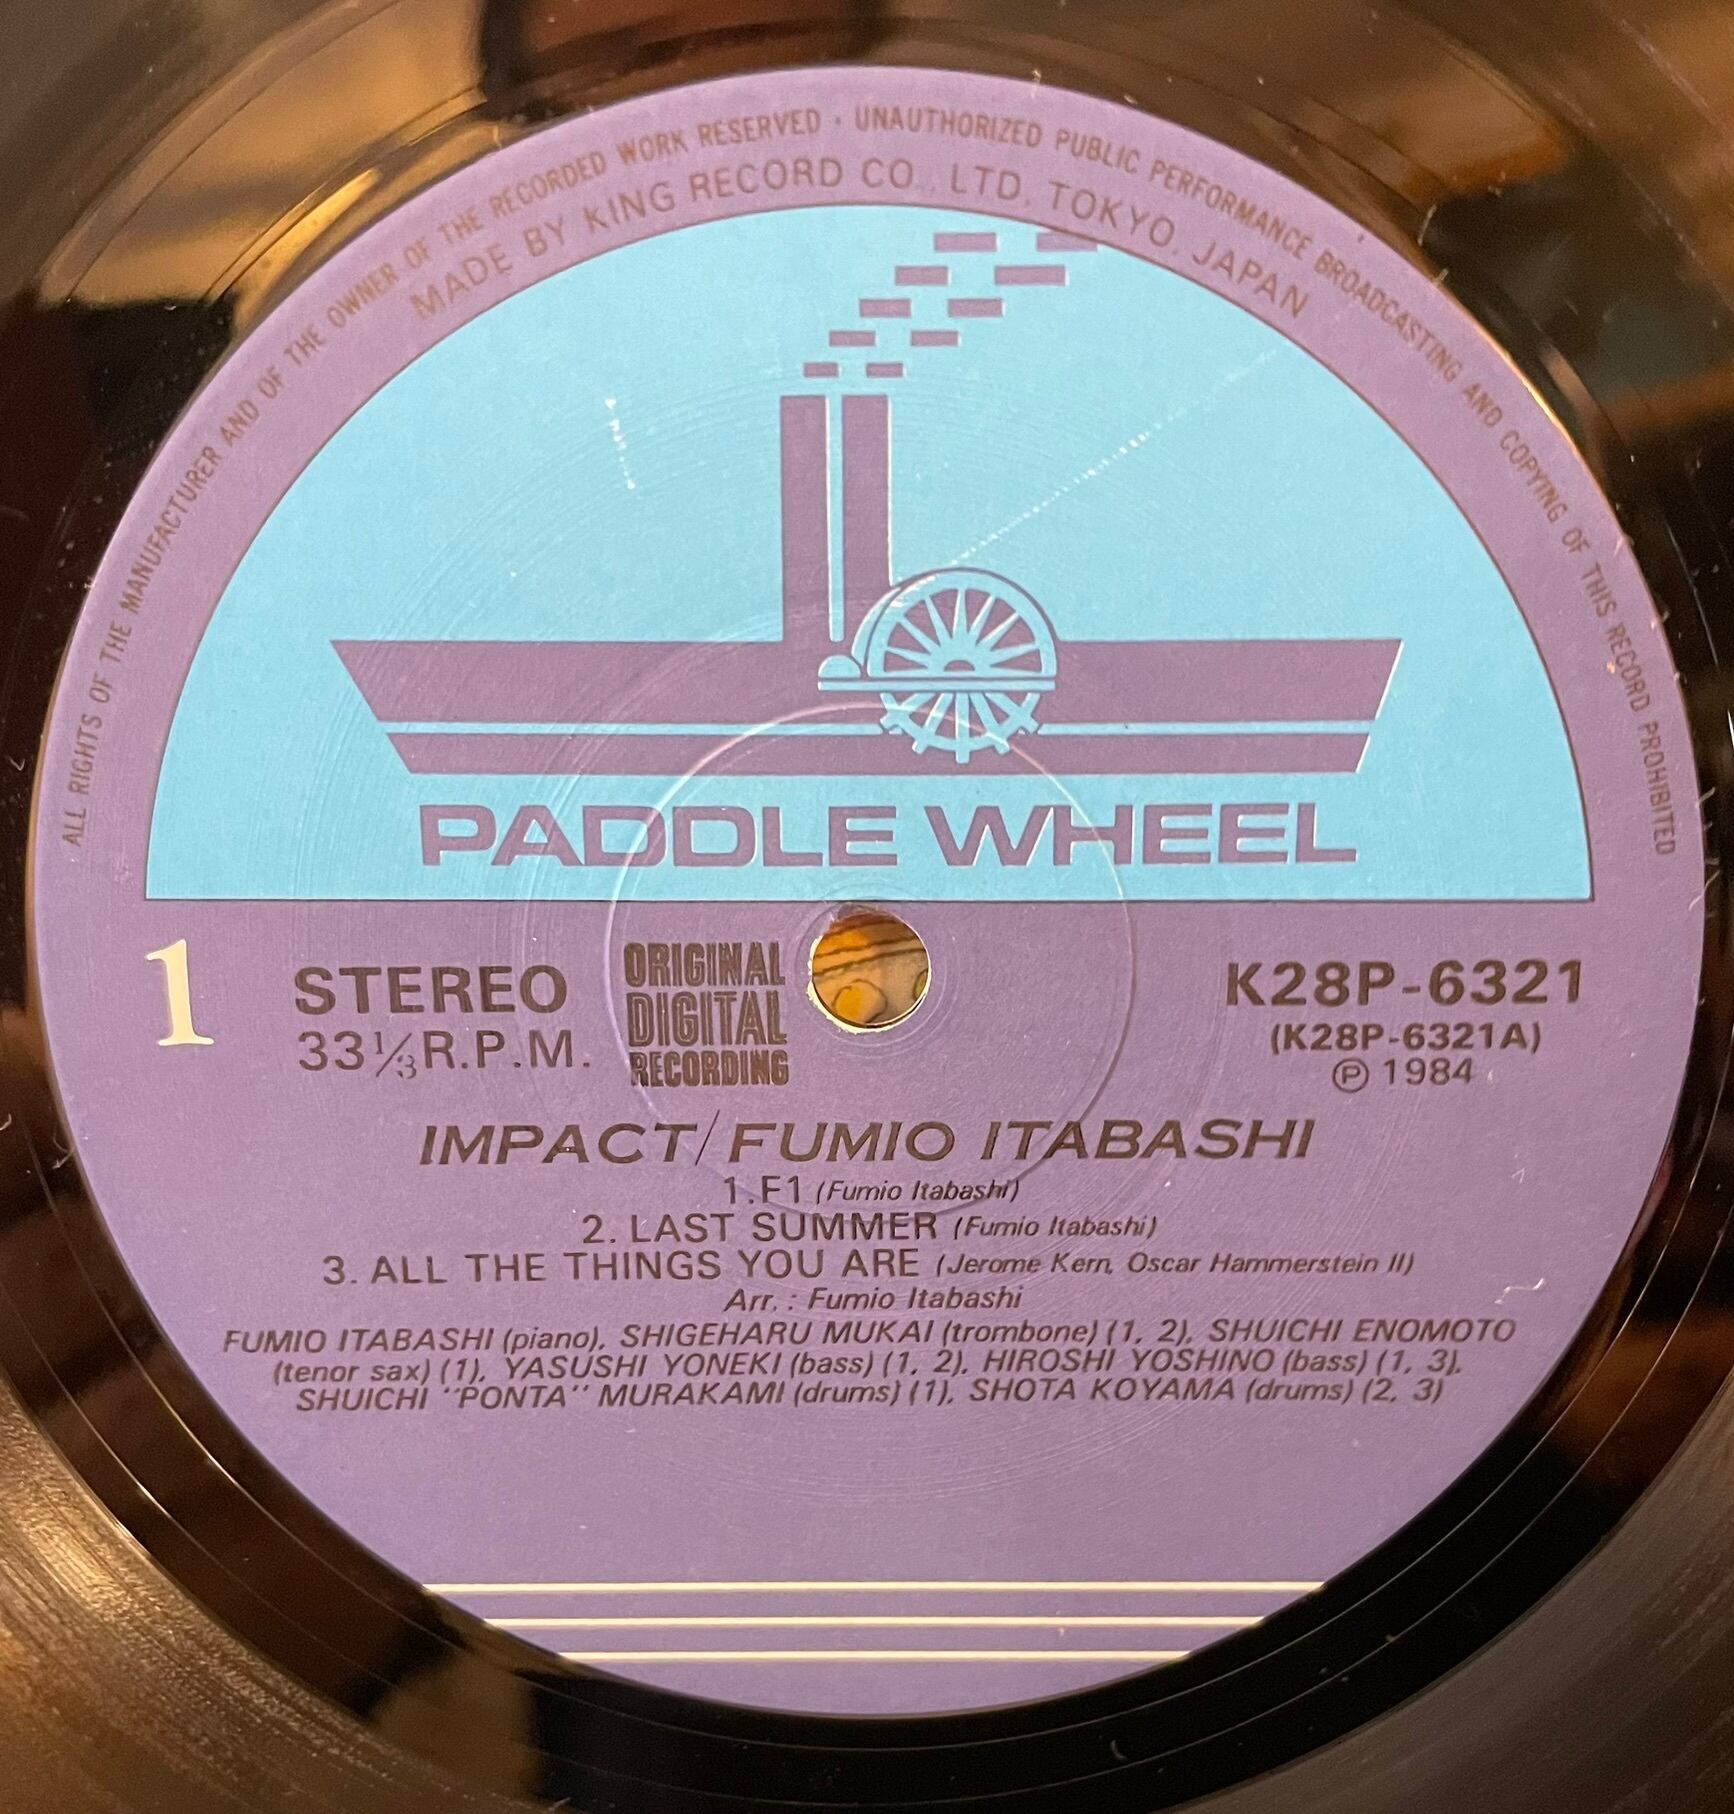 ALL RIGHTS OF THE MANUFACTURER AND OF THE OWNER OF THE RECORDED WORK RESERVED · UNAUTHORIZED PUBLIC PERFORMANCE BROADCASTING AND COPYING OF THIS RECORD PROHIBITED
MADE BY KING RECORD CO., LTD, TOKYO, JAPAN
PADDLE WHEEL
1
STEREO
33⅓ R.P.M.
ORIGINAL
DIGITAL
RECORDING
K28P-6321
(K28P-6321A)
Ⓟ 1984
IMPACT/FUMIO ITABASHI
1. F1 (Fumio Itabashi)
2. LAST SUMMER (Fumio Itabashi)
3. ALL THE THINGS YOU ARE (Jerome Kern, Oscar Hammerstein II)
Arr. : Fumio Itabashi
FUMIO ITABASHI (piano), SHIGEHARU MUKAI (trombone) (1, 2), SHUICHI ENOMOTO
(tenor sax) (1), YASUSHI YONEKI (bass) (1, 2), HIROSHI YOSHINO (bass) (1, 3),
SHUICHI "PONTA" MURAKAMI (drums) (1), SHOTA KOYAMA (drums) (2, 3)